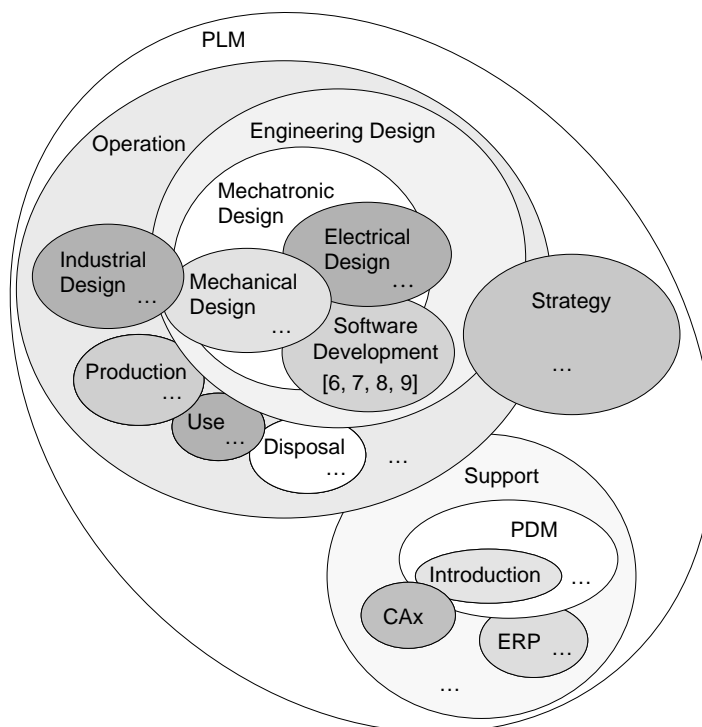 PLM
Operation
Engineering Design
Mechatronic
Design
Electrical
Design
…
Industrial
Design
…
Mechanical
Design
…
Strategy
…
Software
Development
[6, 7, 8, 9]
Production
…
Use
…
Disposal
…
…
Support
PDM
Introduction
…
CAx
ERP
…
…